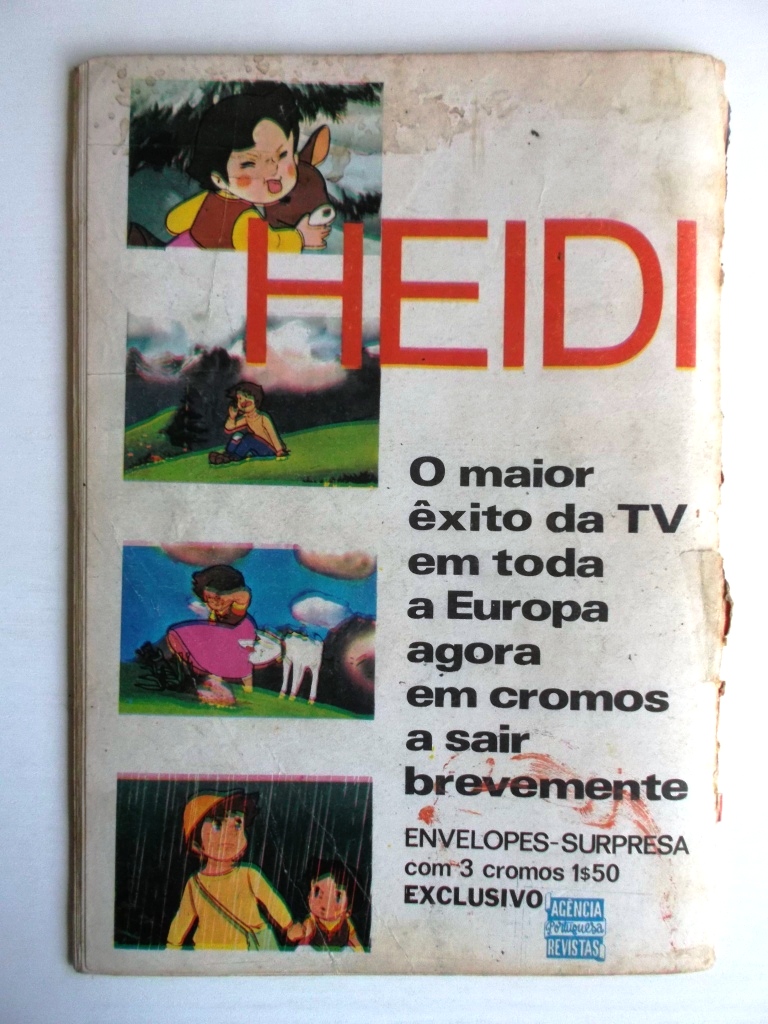 HEIDI
O maior
êxito da TV
em toda
a Europa
agora
em cromos
a sair
brevemente
ENVELOPES-SURPRESA
com 3 cromos 1$50
EXCLUSIVO
AGÊNCIA
Portuguesa
REVISTAS